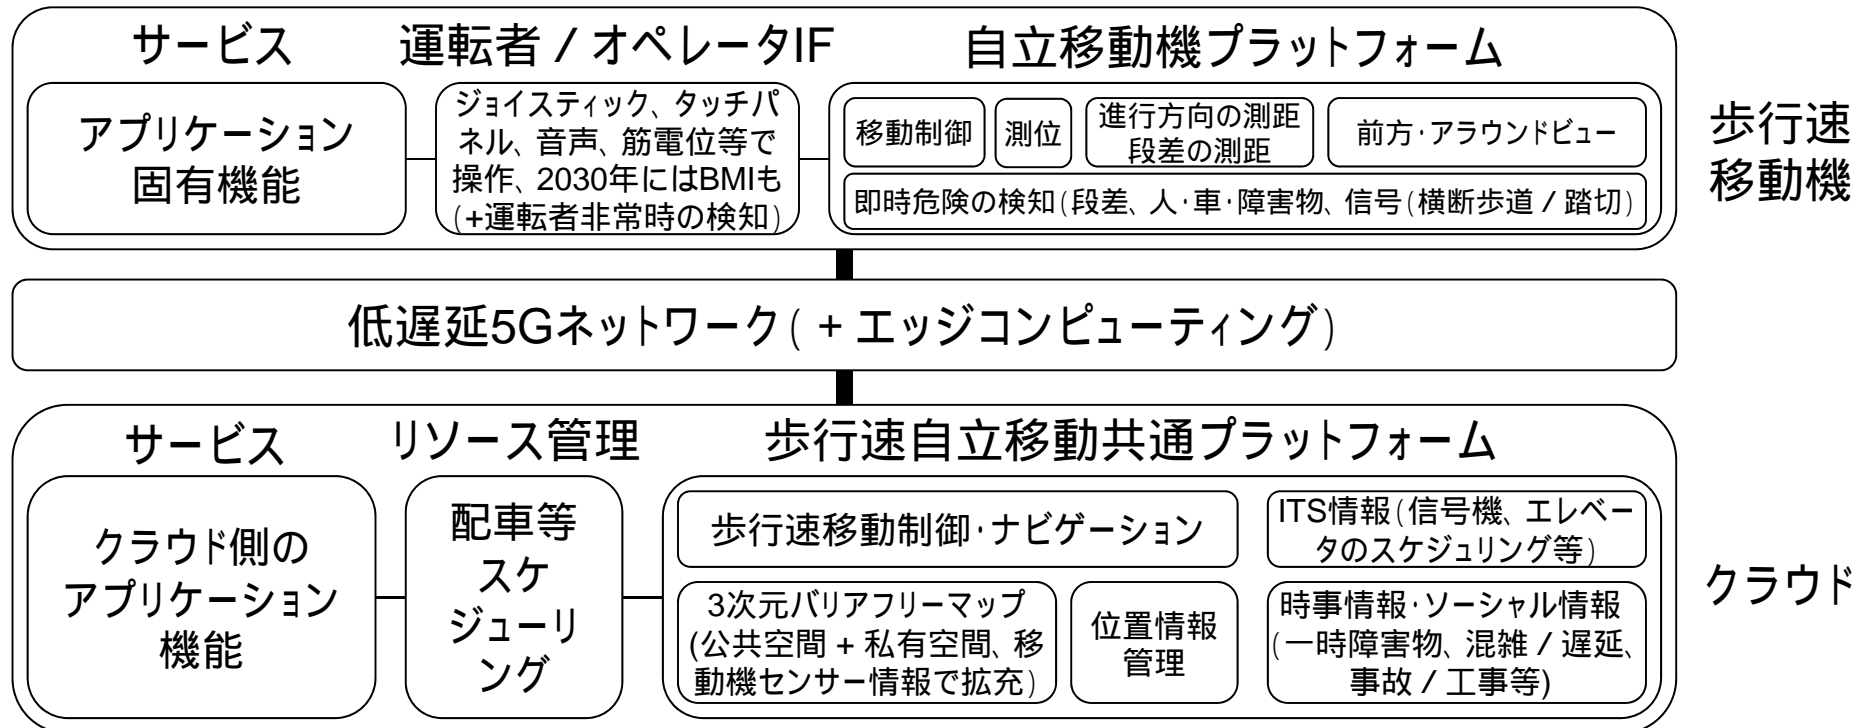 サービス
運転者 / オペレータIF
自立移動機プラットフォーム
アプリケーション
固有機能
ジョイスティック、タッチパ
ネル、音声、筋電位等で
操作、2030年にはBMIも
(+運転者非常時の検知)
移動制御
測位
進行方向の測距
段差の測距
前方・アラウンドビュー
即時危険の検知(段差、人・車・障害物、信号(横断歩道 / 踏切)
歩行速
移動機
低遅延5Gネットワーク( + エッジコンピューティング)
サービス
リソース管理
歩行速自立移動共通プラットフォーム
クラウド側の
アプリケーション
機能
配車等
スケ
ジューリ
ング
歩行速移動制御・ナビゲーション
ITS情報(信号機、エレベー
タのスケジュリング等)
3次元バリアフリーマップ
(公共空間 + 私有空間、移
動機センサー情報で拡充)
位置情報
管理
時事情報・ソーシャル情報
(一時障害物、混雑 / 遅延、
事故 / 工事等)
クラウド